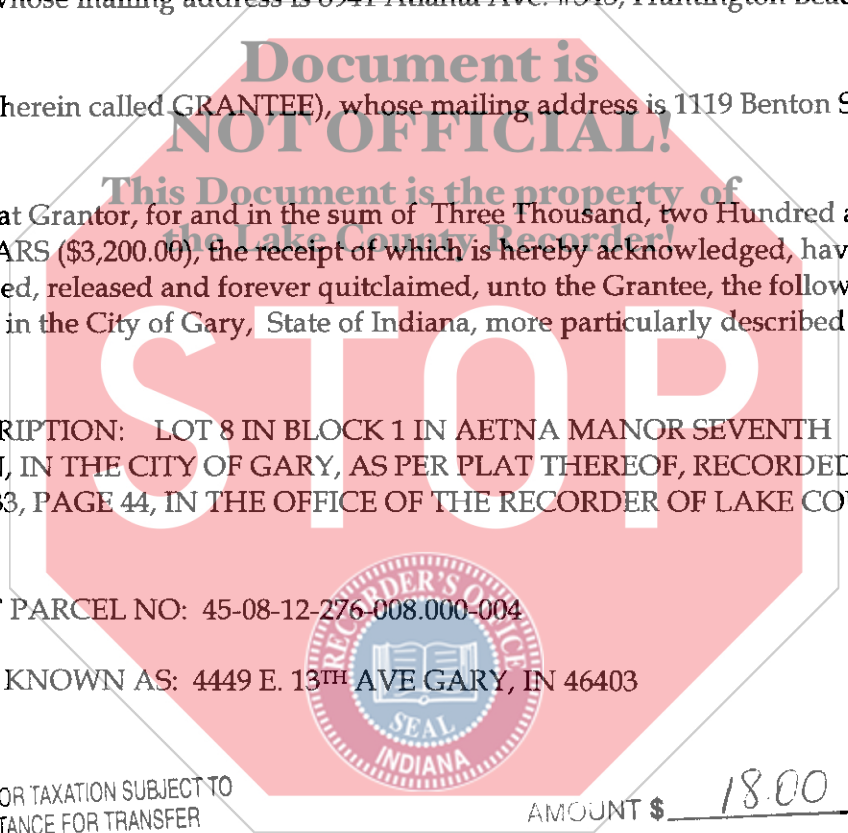 whose mailing address is 8941 Atlanta Ave. #345, Huntington
Document is
herein called GRANTEE), whose mailing address is 1119 Benton S
NOT OFFICIAL!
This Document is the property of
at Grantor, for and in the sum of Three Thousand, two Hundred a
the Lake County Recorder!
ARS ($3,200.00), the receipt of which is hereby acknowledged, hav
ed, released and forever quitclaimed, unto the Grantee, the follow
in the City of Gary, State of Indiana, more particularly described
STOP
RIPTION: LOT 8 IN BLOCK 1 IN AETNA MANOR SEVENTH
, IN THE CITY OF GARY, AS PER PLAT THEREOF, RECORDED
33, PAGE 44, IN THE OFFICE OF THE RECORDER OF LAKE COU
PARCEL NO: 45-08-12-276-008.000-004
KNOWN AS: 4449 E. 13TH AVE GARY, IN 46403
RECORDER'S OFFICE
SEAL
INDIANA
OR TAXATION SUBJECT TO
TANCE FOR TRANSFER
AMOUNT $ 18.00